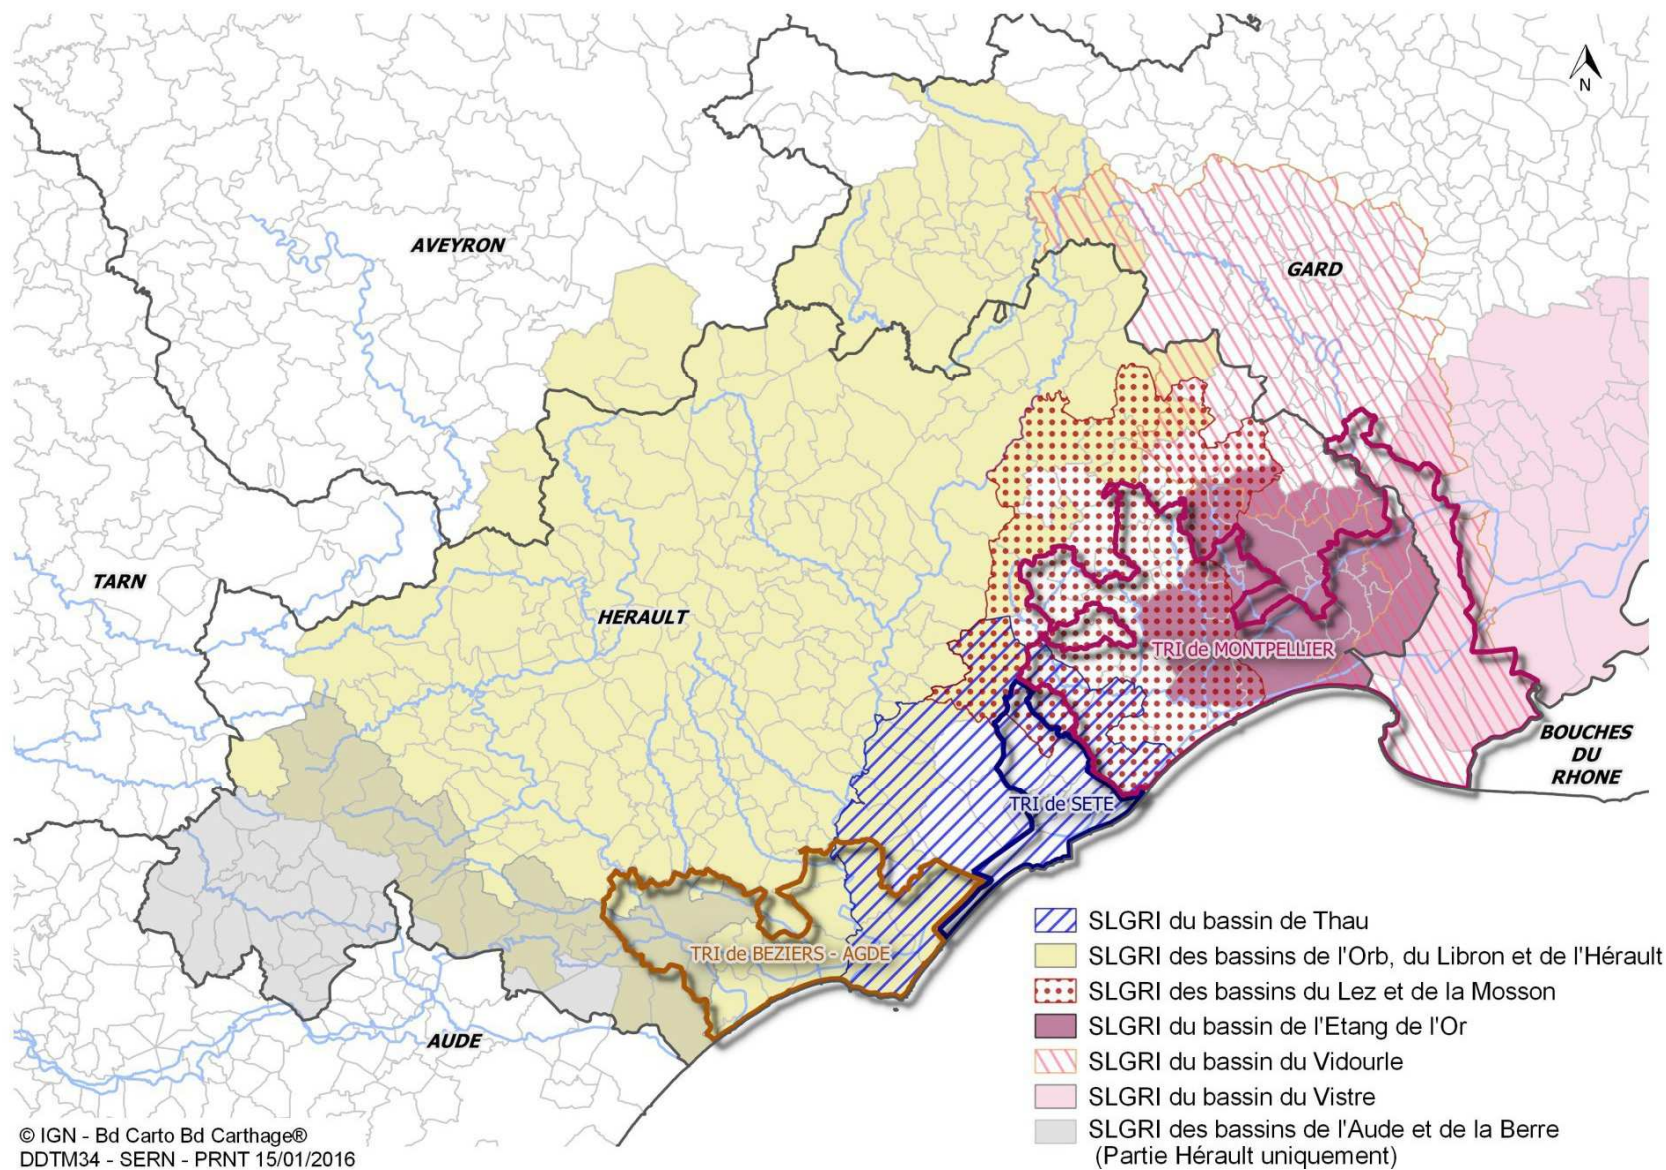 N
AVEYRON
GARD
TARN
HERAULT
TRI de MONTPELLIER
BOUCHES
DU
RHONE
TRI de SETE
TRI de BEZIERS - AGDE
AUDE
SLGRI du bassin de Thau
SLGRI des bassins de l'Orb, du Libron et de l'Hérault
SLGRI des bassins du Lez et de la Mosson
SLGRI du bassin de l'Etang de l'Or
SLGRI du bassin du Vidourle
SLGRI du bassin du Vistre
SLGRI des bassins de l'Aude et de la Berre
(Partie Hérault uniquement)
© IGN - Bd Carto Bd Carthage®
DDTM34 - SERN - PRNT 15/01/2016